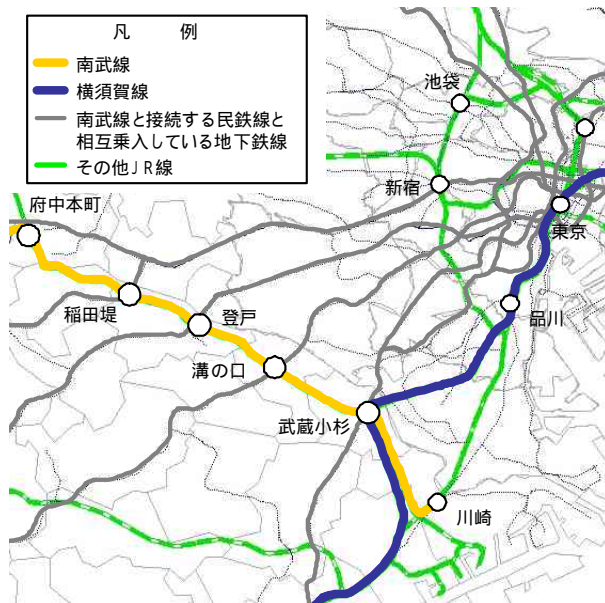 凡 例
南武線
横須賀線
南武線と接続する民鉄線と
相互乗入している地下鉄線
その他JR線
池袋
新宿
東京
府中本町
稲田堤
登戸
品川
溝の口
武蔵小杉
川崎